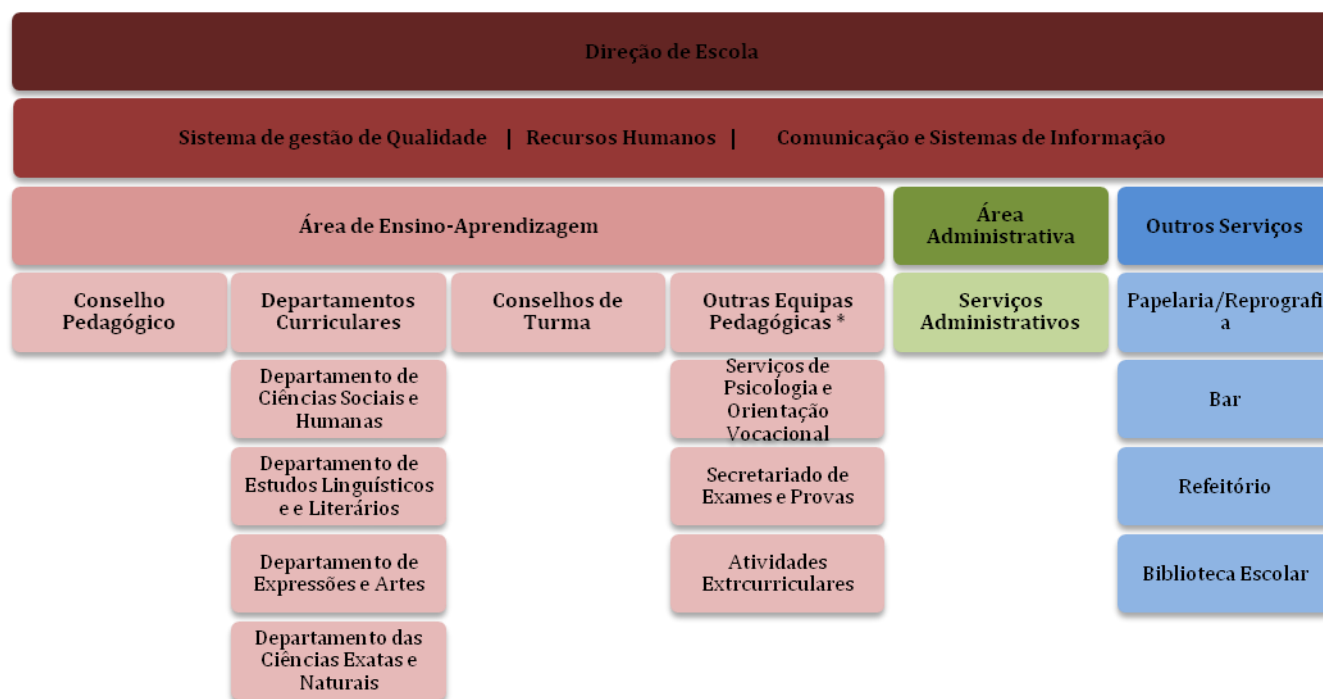 Direção de Escola
Sistema de gestão de Qualidade | Recursos Humanos | Comunicação e Sistemas de Informação
Área de Ensino-Aprendizagem
Área
Administrativa
Outros Serviços
Conselho
Pedagógico
Departamentos
Curriculares
Conselhos de
Turma
Outras Equipas
Pedagógicas *
Serviços
Administrativos
Papelaria/Reprografi
a
Departamento de
Ciências Sociais e
Humanas
Serviços de
Psicologia e
Orientação
Vocacional
Bar
Departamento de
Estudos Linguísticos
e e Literários
Secretariado de
Exames e Provas
Refeitório
Departamento de
Expressões e Artes
Atividades
Extrcurriculares
Biblioteca Escolar
Departamento das
Ciências Exatas e
Naturais